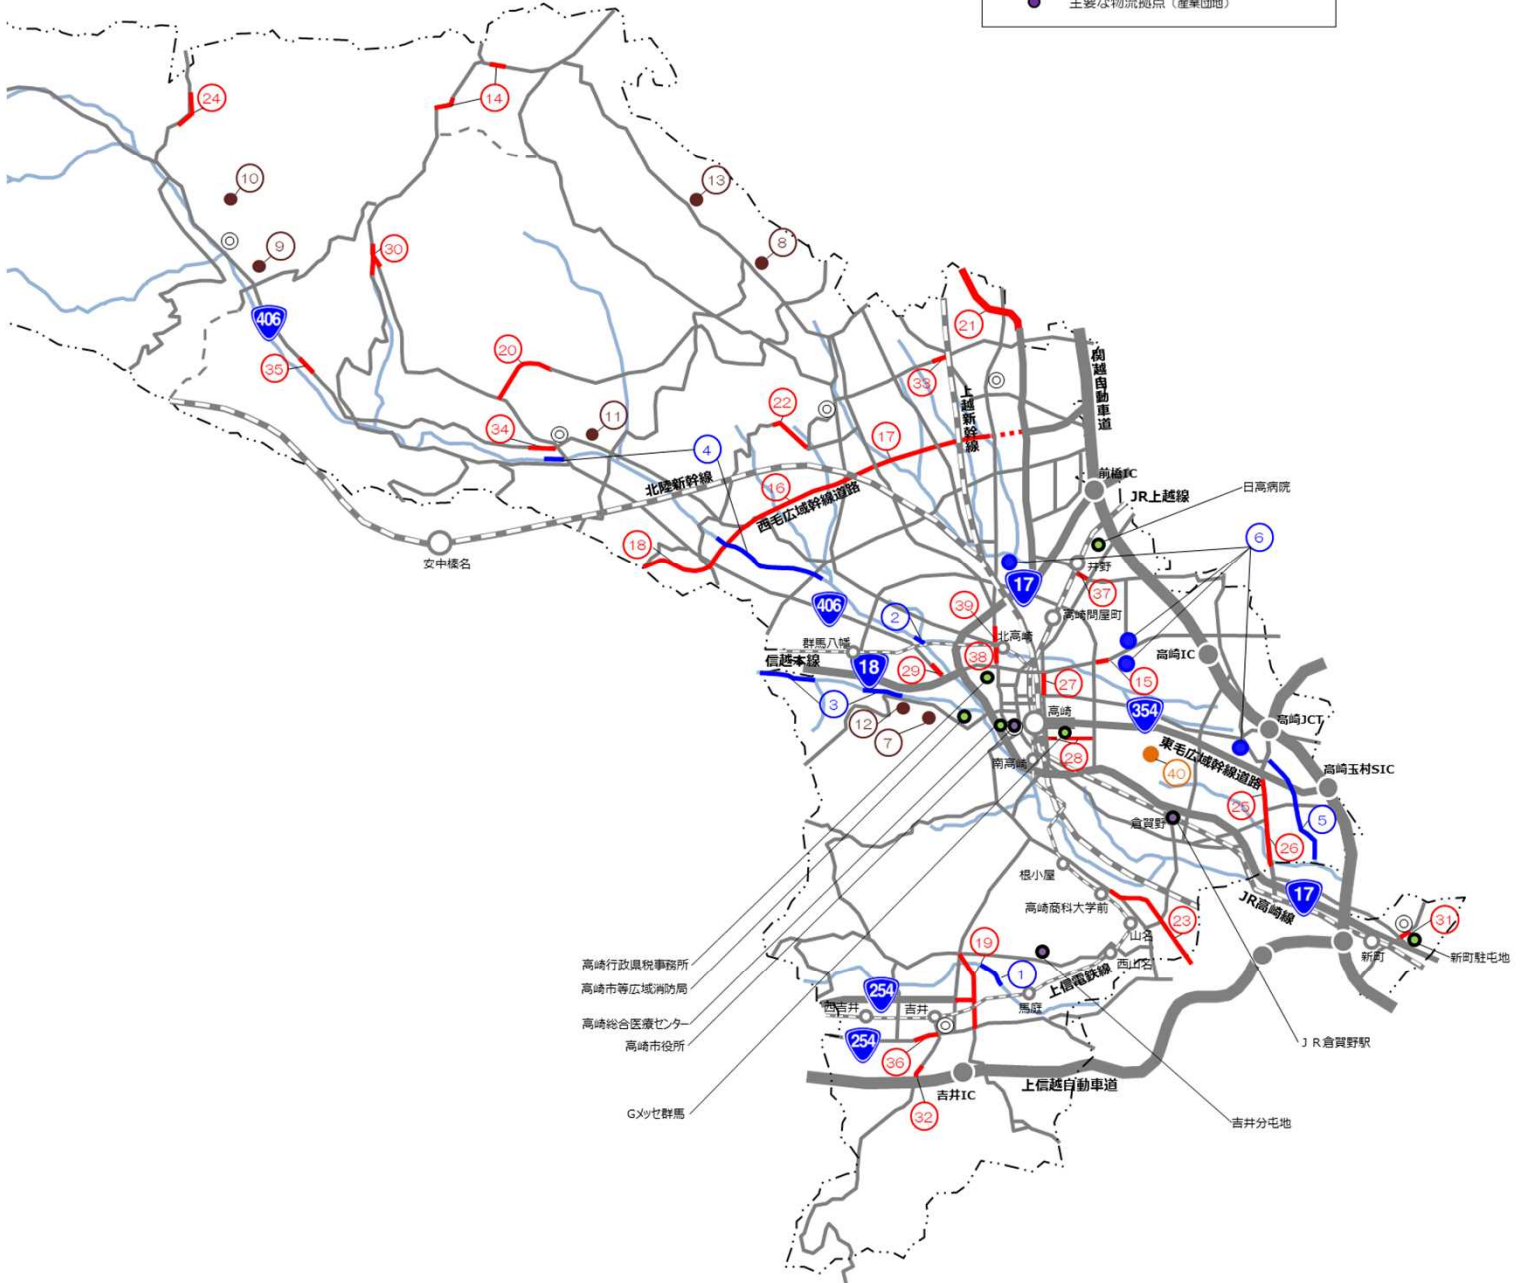 主要な物流拠点（産業団地）
24
14
10
13
9
30
8
406
21
関越自動車道
20
35
33
上越新幹線
22
11
17
34
4
北陸新幹線
16
西毛広域幹線道路
前橋IC
JR上越線
日高病院
18
安中榛名
6
井野
17
37
39
高崎問屋町
406
2
北高崎
群馬八幡
信越本線
18
38
高崎IC
29
27
15
3
354
12
7
高崎
高崎JCT
28
南高崎
東毛広域幹線道路
40
高崎玉村SIC
25
5
倉賀野
26
根小屋
17
高崎商科大学前
JR高崎線
23
31
山名
19
新町
新町駐屯地
高崎行政県税事務所
西山名
1
上信電鉄線
高崎市等広域消防局
254
馬庭
西吉井
吉井
高崎総合医療センター
254
高崎市役所
ＪＲ倉賀野駅
36
上信越自動車道
吉井IC
Gメッセ群馬
32
吉井分屯地